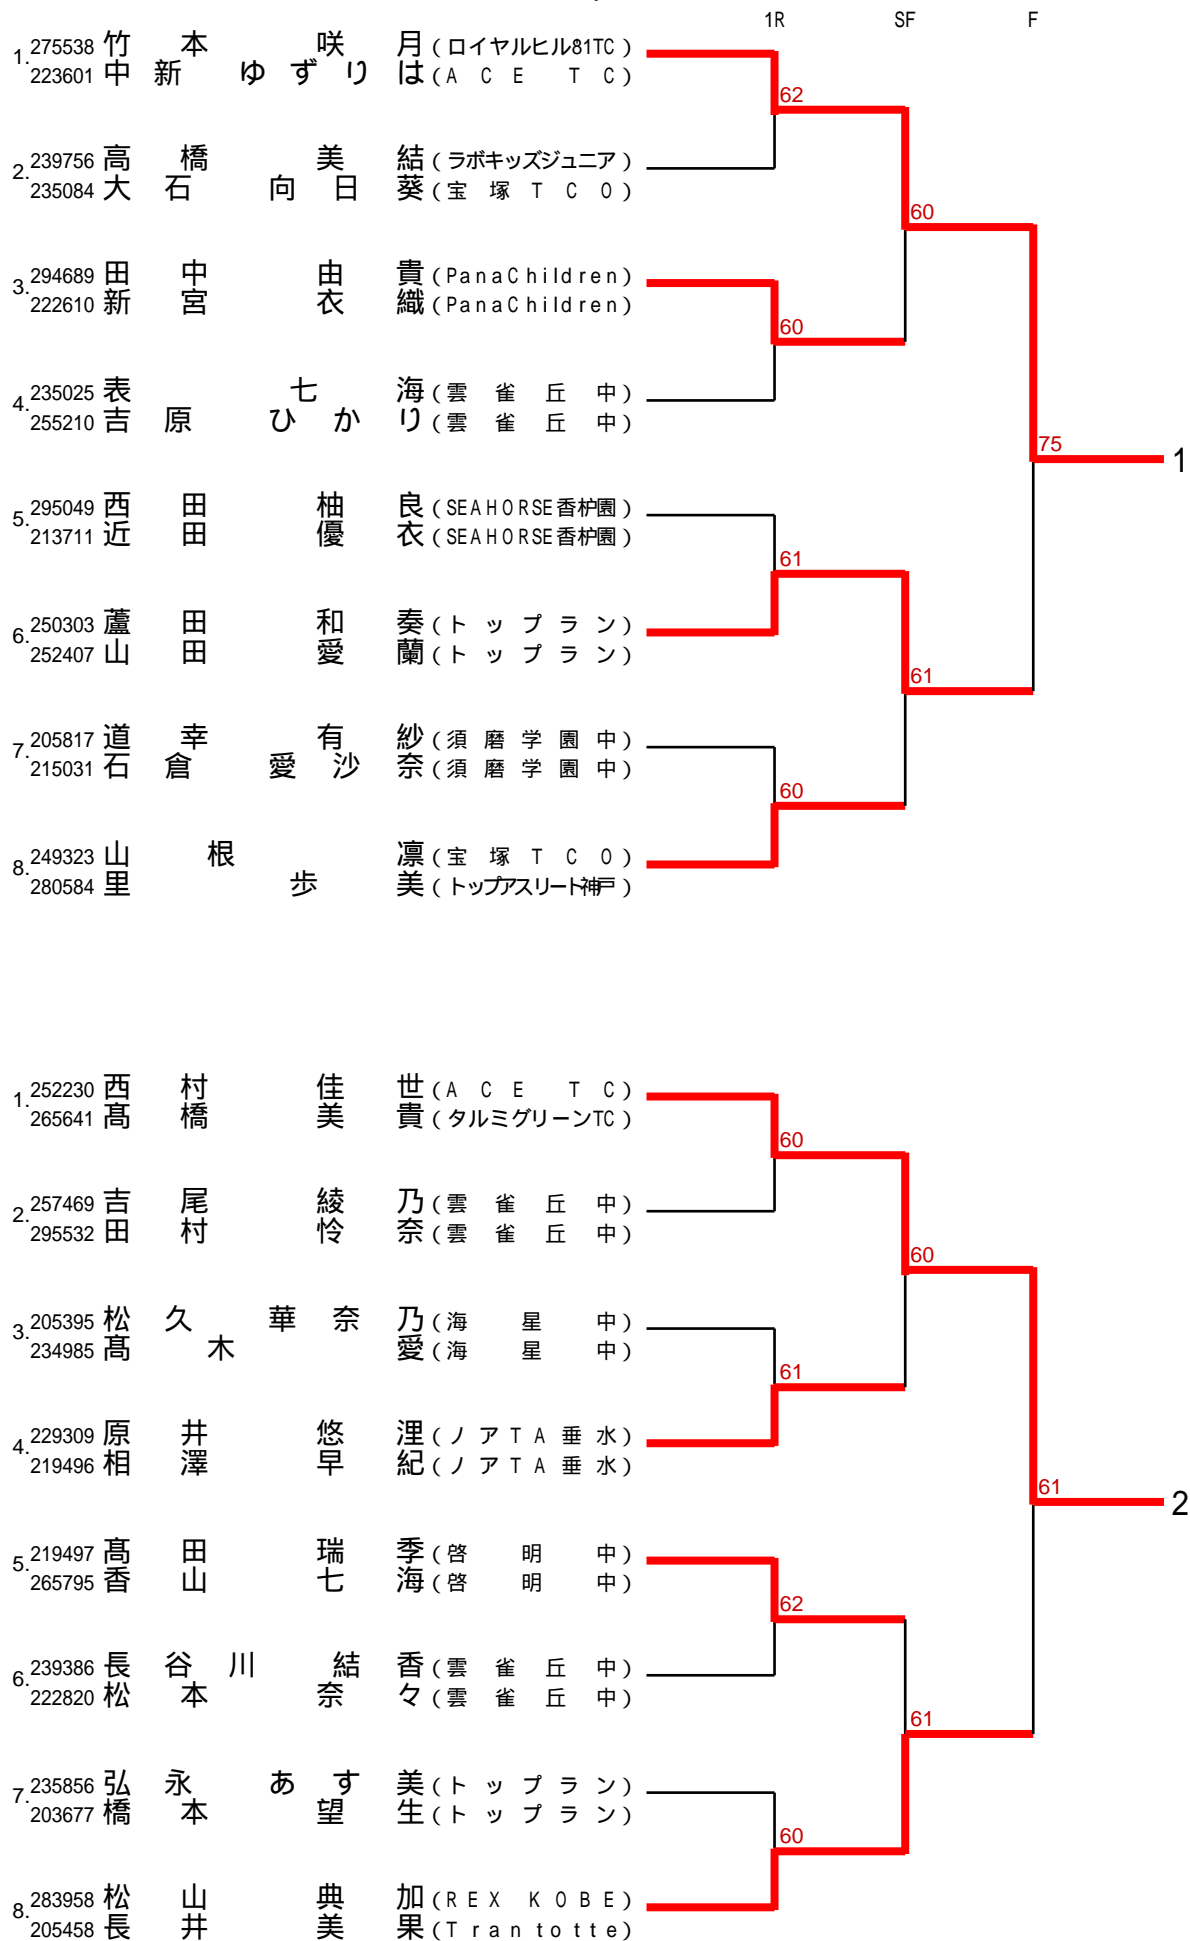 1R SF F
1. 275538 竹本 咲月 (ロイヤルヒル81TC)
223601 中新 ゆずりは (ACE TC)
62
2. 239756 高橋 美結 (ラボキッズジュニア)
235084 大石 向日葵 (宝塚TCO)
60
3. 294689 田中 由貴 (PanaChildren)
222610 新宮 衣織 (PanaChildren)
60
4. 235025 表 七海 (雲雀丘中)
255210 吉原 ひかり (雲雀丘中)
75 1
5. 295049 西田 柚良 (SEAHORSE香枦園)
213711 近田 優衣 (SEAHORSE香枦園)
61
6. 250303 蘆田 和奏 (トップラン)
252407 山田 愛蘭 (トップラン)
61
7. 205817 道幸 有紗 (須磨学園中)
215031 石倉 愛沙奈 (須磨学園中)
60
8. 249323 山根 凛 (宝塚TCO)
280584 里 歩美 (トップアスリート神戸)
1. 252230 西村 佳世 (ACE TC)
265641 髙橋 美貴 (タルミグリーンTC)
60
2. 257469 吉尾 綾乃 (雲雀丘中)
295532 田村 怜奈 (雲雀丘中)
60
3. 205395 松久 華奈乃 (海星中)
234985 髙木 愛 (海星中)
61
4. 229309 原井 悠浬 (ノアTA垂水)
219496 相澤 早紀 (ノアTA垂水)
61 2
5. 219497 髙田 瑞季 (啓明中)
265795 香山 七海 (啓明中)
62
6. 239386 長谷川 結香 (雲雀丘中)
222820 松本 奈々 (雲雀丘中)
61
7. 235856 弘永 あす美 (トップラン)
203677 橋本 望生 (トップラン)
60
8. 283958 松山 典加 (REX KOBE)
205458 長井 美果 (Trantotte)